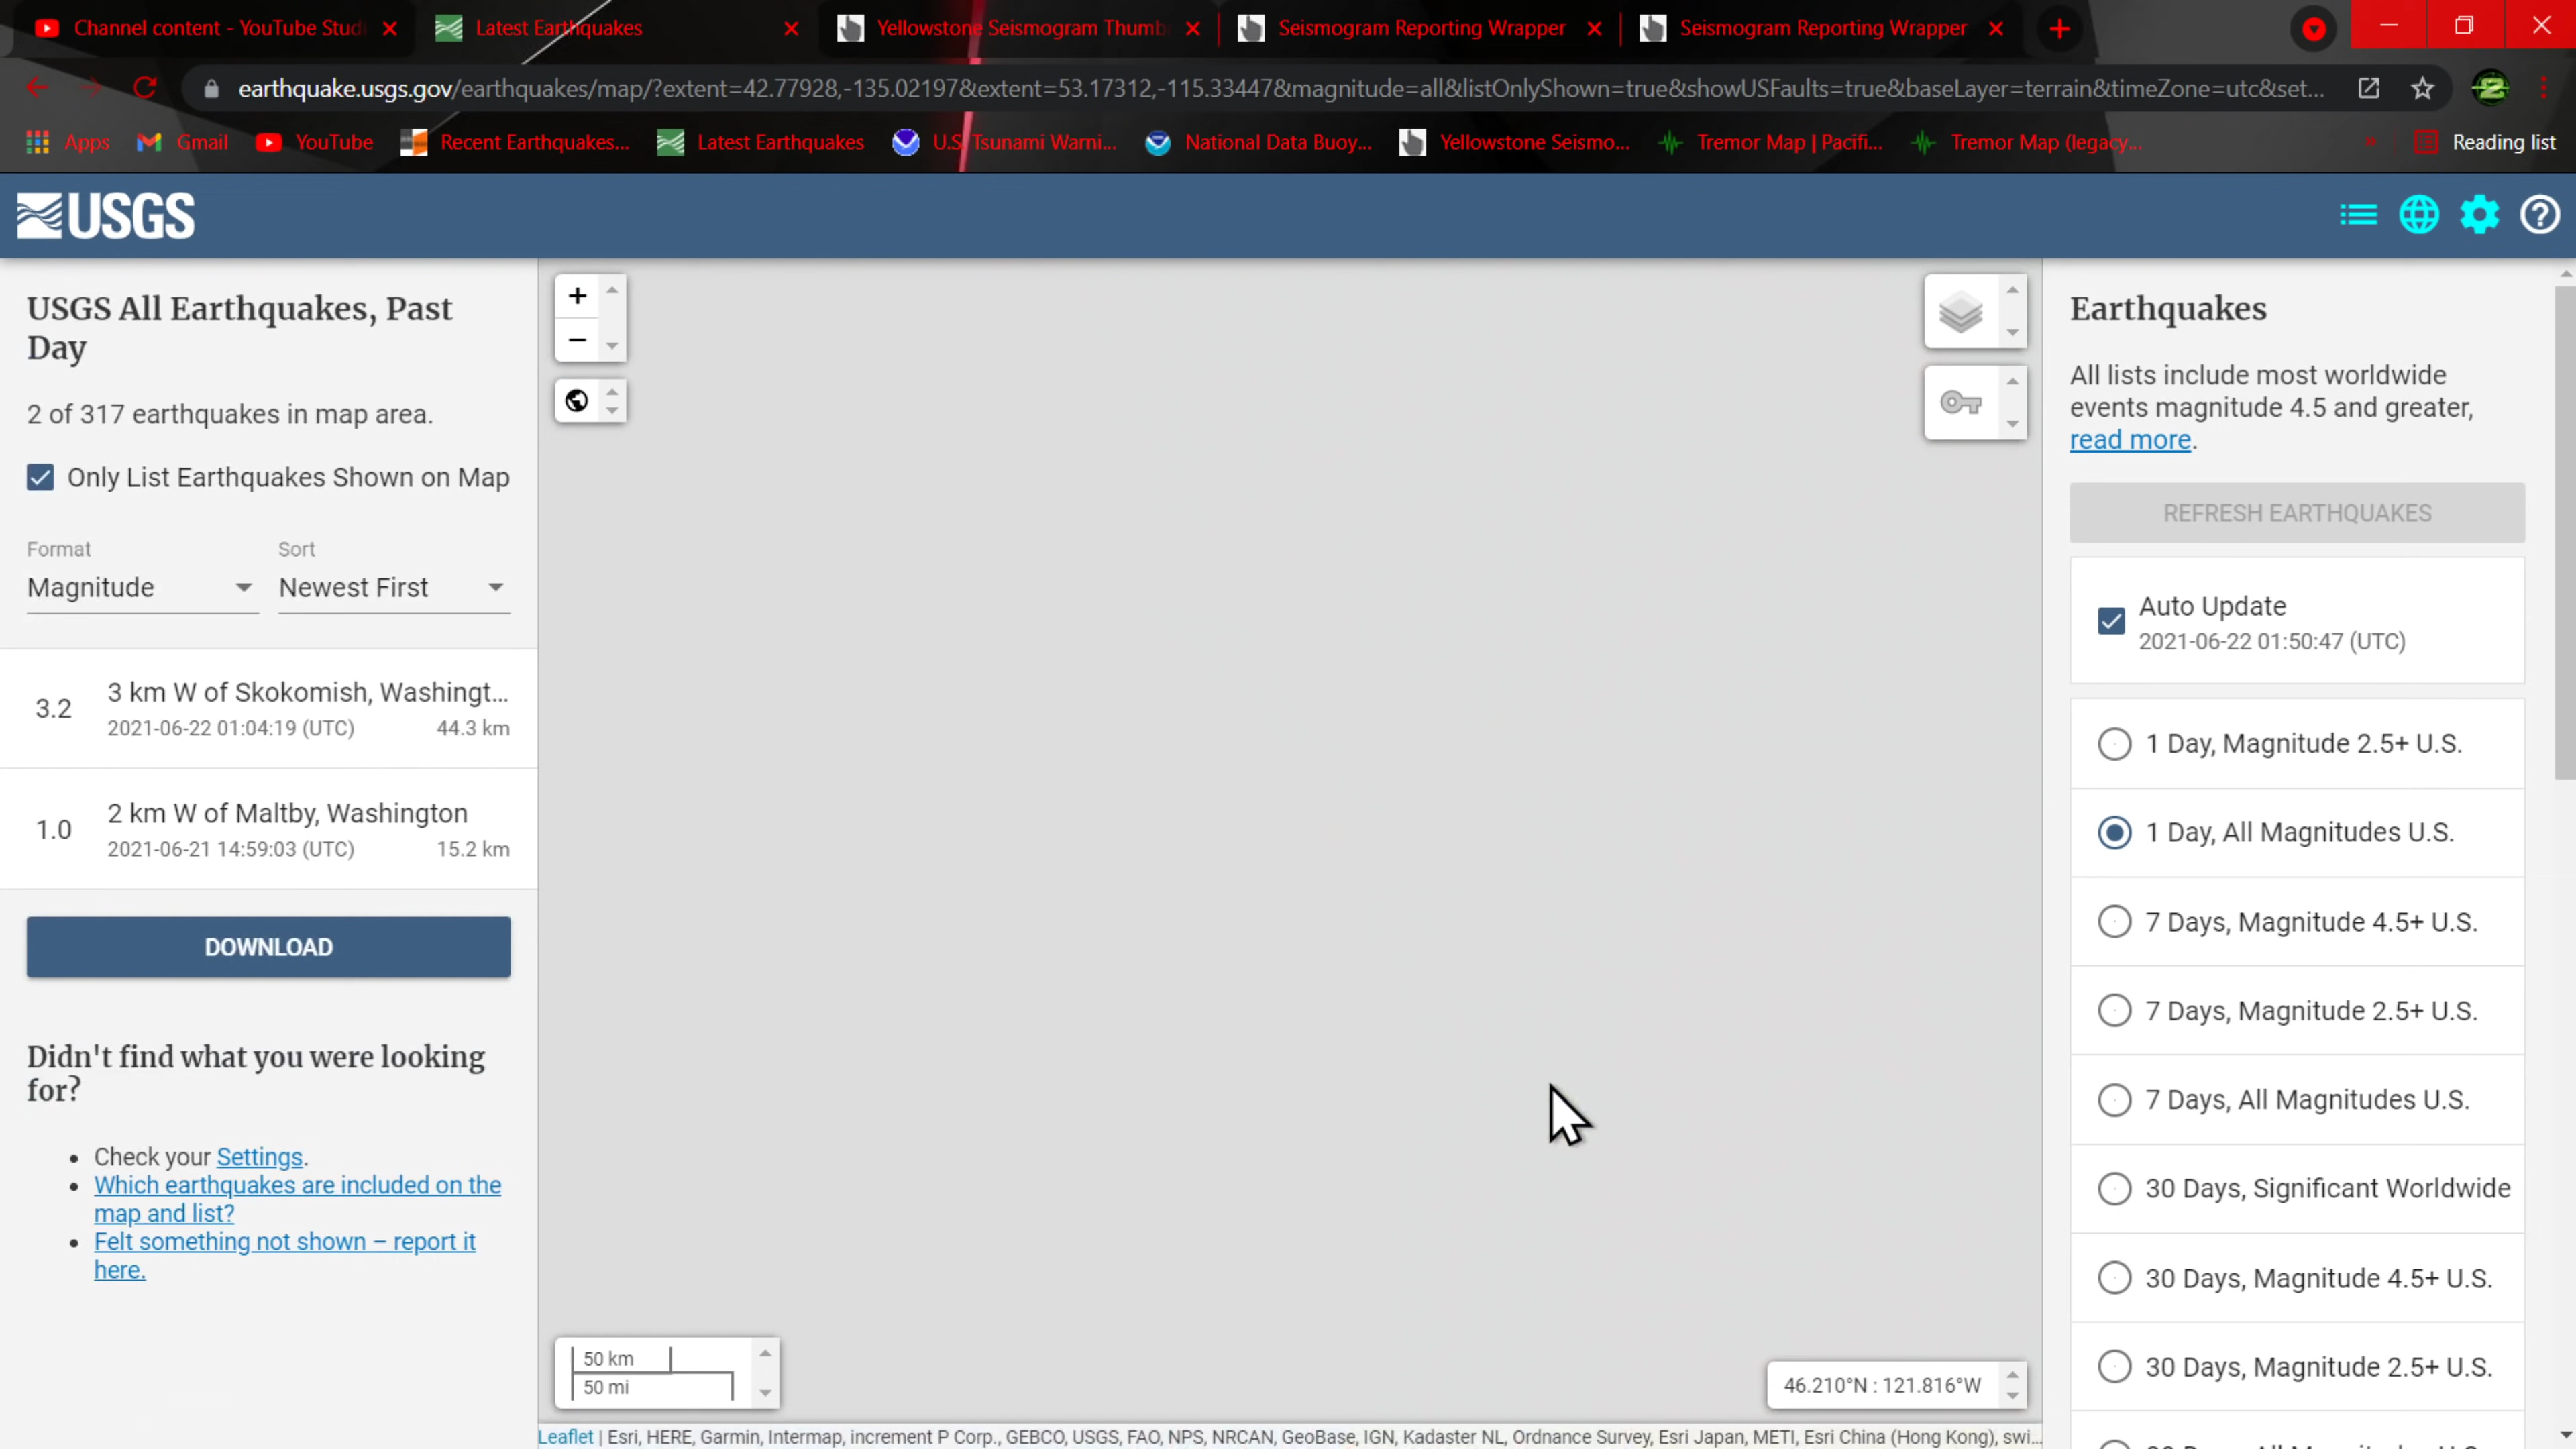 Channel content - YouTube Stud
Latest Earthquakes
Yellowstone Seismogram Thumb
Seismogram Reporting Wrapper
Seismogram Reporting Wrapper
earthquake.usgs.gov/earthquakes/map/?extent=42.77928,-135.02197&extent=53.17312,-115.33447&magnitude=all&listOnlyShown=true&showUSFaults=true&baseLayer=terrain&timeZone=utc&set...
Apps
Gmail
YouTube
Recent Earthquakes...
Latest Earthquakes
U.S. Tsunami Warni...
National Data Buoy...
Yellowstone Seismo...
Tremor Map | Pacifi...
Tremor Map (legacy...
Reading list
USGS
USGS All Earthquakes, Past
Day
2 of 317 earthquakes in map area.
Only List Earthquakes Shown on Map
Format
Sort
Magnitude
Newest First
3.2
3 km W of Skokomish, Washingt...
2021-06-22 01:04:19 (UTC)
44.3 km
1.0
2 km W of Maltby, Washington
2021-06-21 14:59:03 (UTC)
15.2 km
DOWNLOAD
Didn't find what you were looking
for?
Check your Settings.
Which earthquakes are included on the
map and list?
Felt something not shown – report it
here.
+
−
50 km
50 mi
46.210°N : 121.816°W
Leaflet | Esri, HERE, Garmin, Intermap, increment P Corp., GEBCO, USGS, FAO, NPS, NRCAN, GeoBase, IGN, Kadaster NL, Ordnance Survey, Esri Japan, METI, Esri China (Hong Kong), swi...
Earthquakes
All lists include most worldwide
events magnitude 4.5 and greater,
read more.
REFRESH EARTHQUAKES
Auto Update
2021-06-22 01:50:47 (UTC)
1 Day, Magnitude 2.5+ U.S.
1 Day, All Magnitudes U.S.
7 Days, Magnitude 4.5+ U.S.
7 Days, Magnitude 2.5+ U.S.
7 Days, All Magnitudes U.S.
30 Days, Significant Worldwide
30 Days, Magnitude 4.5+ U.S.
30 Days, Magnitude 2.5+ U.S.